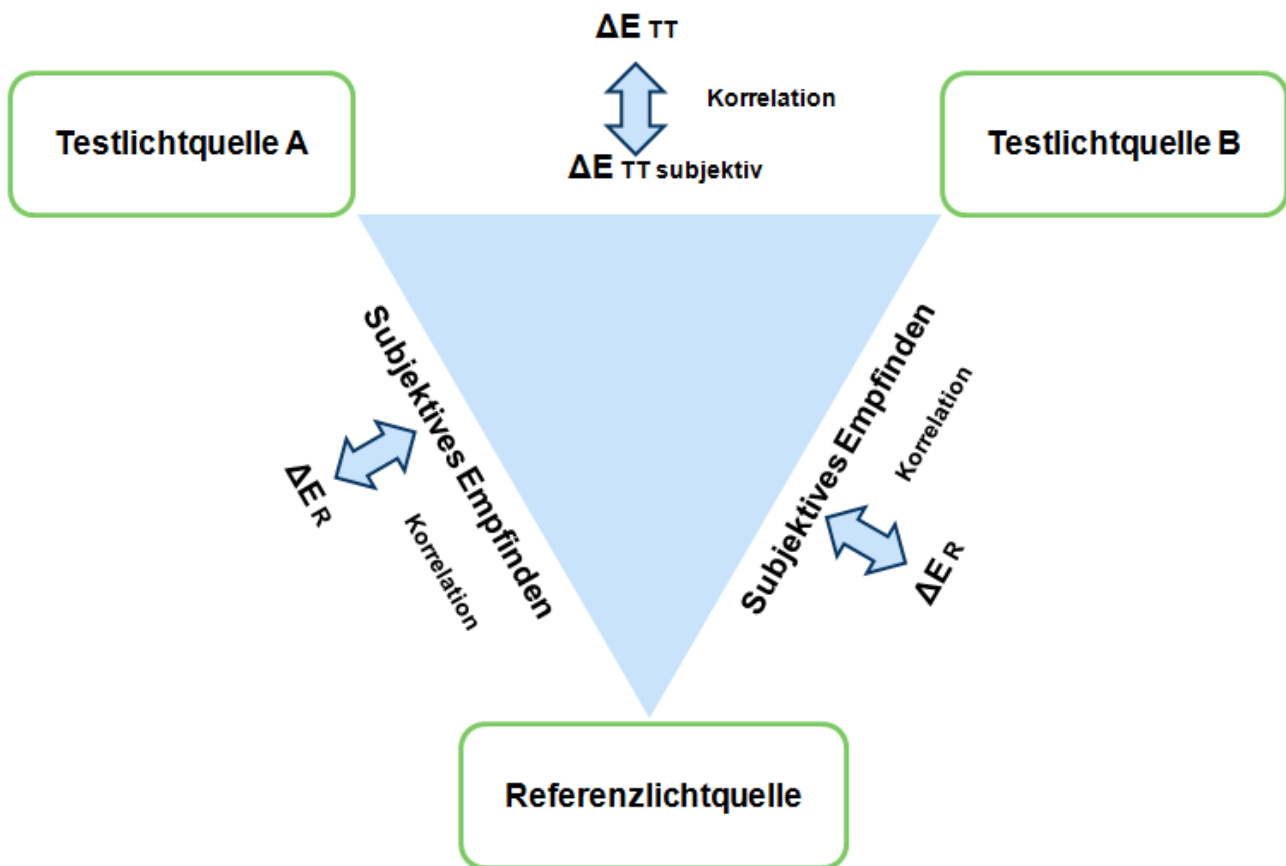 ΔE TT
Korrelation
Testlichtquelle A
Testlichtquelle B
ΔE TT subjektiv
Subjektives Empfinden
Subjektives Empfinden
Korrelation
ΔE R
Korrelation
ΔE R
Referenzlichtquelle